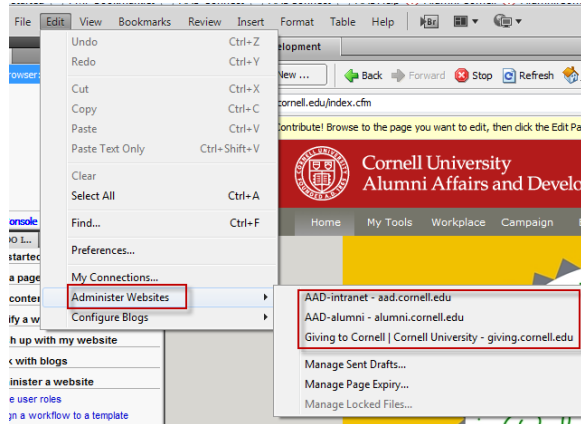 File Edit View Bookmarks Review Insert Format Table Help Br
Undo Ctrl+Z
Redo Ctrl+Y
Cut Ctrl+X
Copy Ctrl+C
Paste Ctrl+V
Paste Text Only Ctrl+Shift+V
Clear
Select All Ctrl+A
Find... Ctrl+F
Preferences...
My Connections...
Administer Websites
Configure Blogs
AAD-intranet - aad.cornell.edu
AAD-alumni - alumni.cornell.edu
Giving to Cornell | Cornell University - giving.cornell.edu
Manage Sent Drafts...
Manage Page Expiry...
Manage Locked Files...
elopment
New ... Back Forward Stop Refresh
cornell.edu/index.cfm
Contribute! Browse to the page you want to edit, then click the Edit Pa
Cornell University
Alumni Affairs and Develo
Home My Tools Workplace Campaign
rowser:
onsole
DO I...
started
a page
conter
ify a w
h up with my website
k with blogs
inister a website
e user roles
gn a workflow to a template